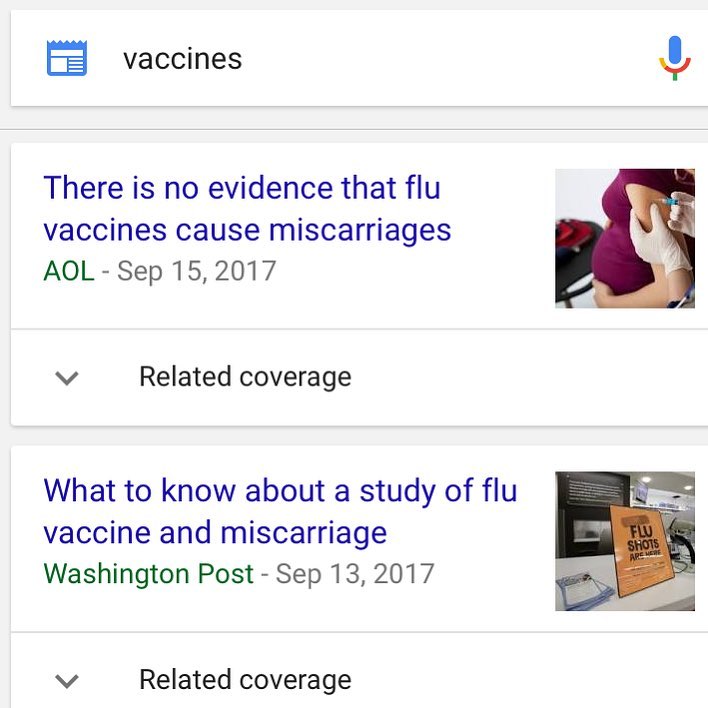 vaccines
There is no evidence that flu
vaccines cause miscarriages
AOL - Sep 15, 2017
Related coverage
What to know about a study of flu
vaccine and miscarriage
Washington Post - Sep 13, 2017
FLU
SHOTS
ARE HERE
Related coverage